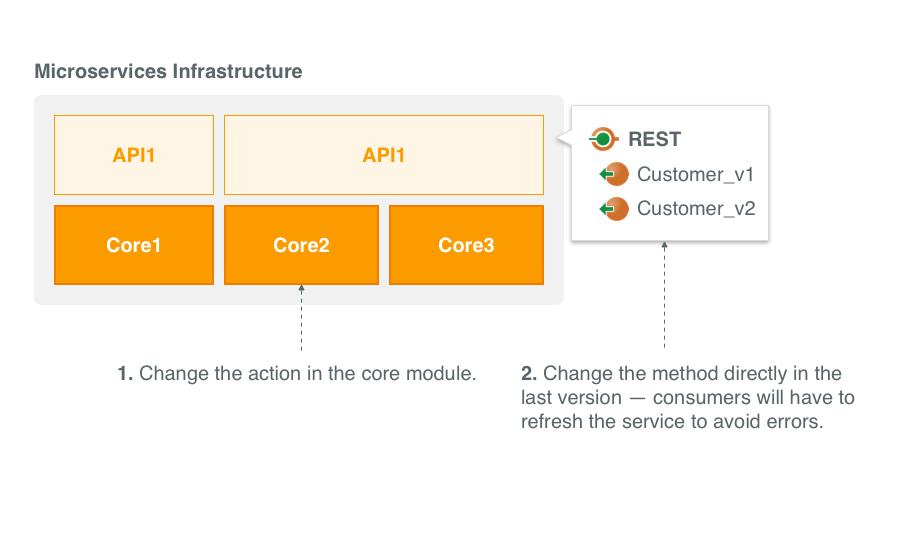 Microservices Infrastructure
API1
API1
REST
Customer_v1
Customer_v2
Core1
Core2
Core3
1. Change the action in the core module.
2. Change the method directly in the
last version — consumers will have to
refresh the service to avoid errors.